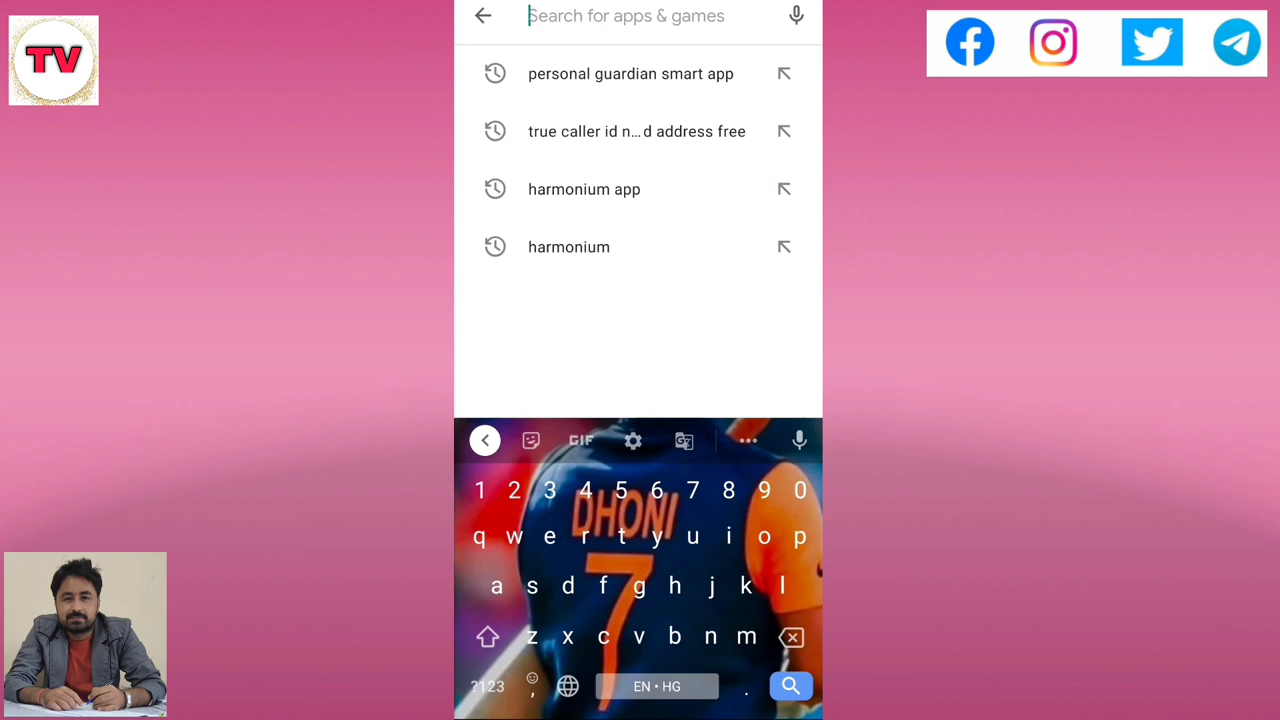 TV
Search for apps & games
personal guardian smart app
true caller id n… d address free
harmonium app
harmonium
GIF
DHONI
7
1 2 3 4 5 6 7 8 9 0
q w e r t y u i o p
a s d f g h j k l
z x c v b n m
?123 , EN • HG .